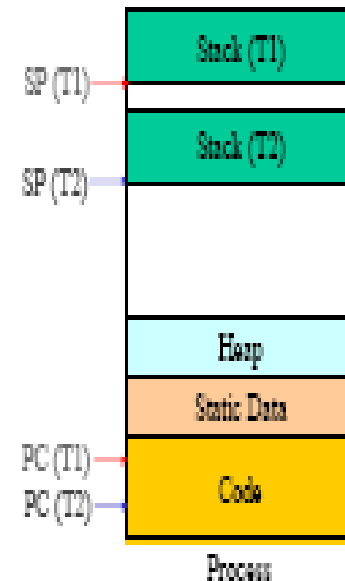 Stack (T1)
SP (T1)
Stack (T2)
SP (T2)
Heap
Static Data
PC (T1)
Code
PC (T2)
Process